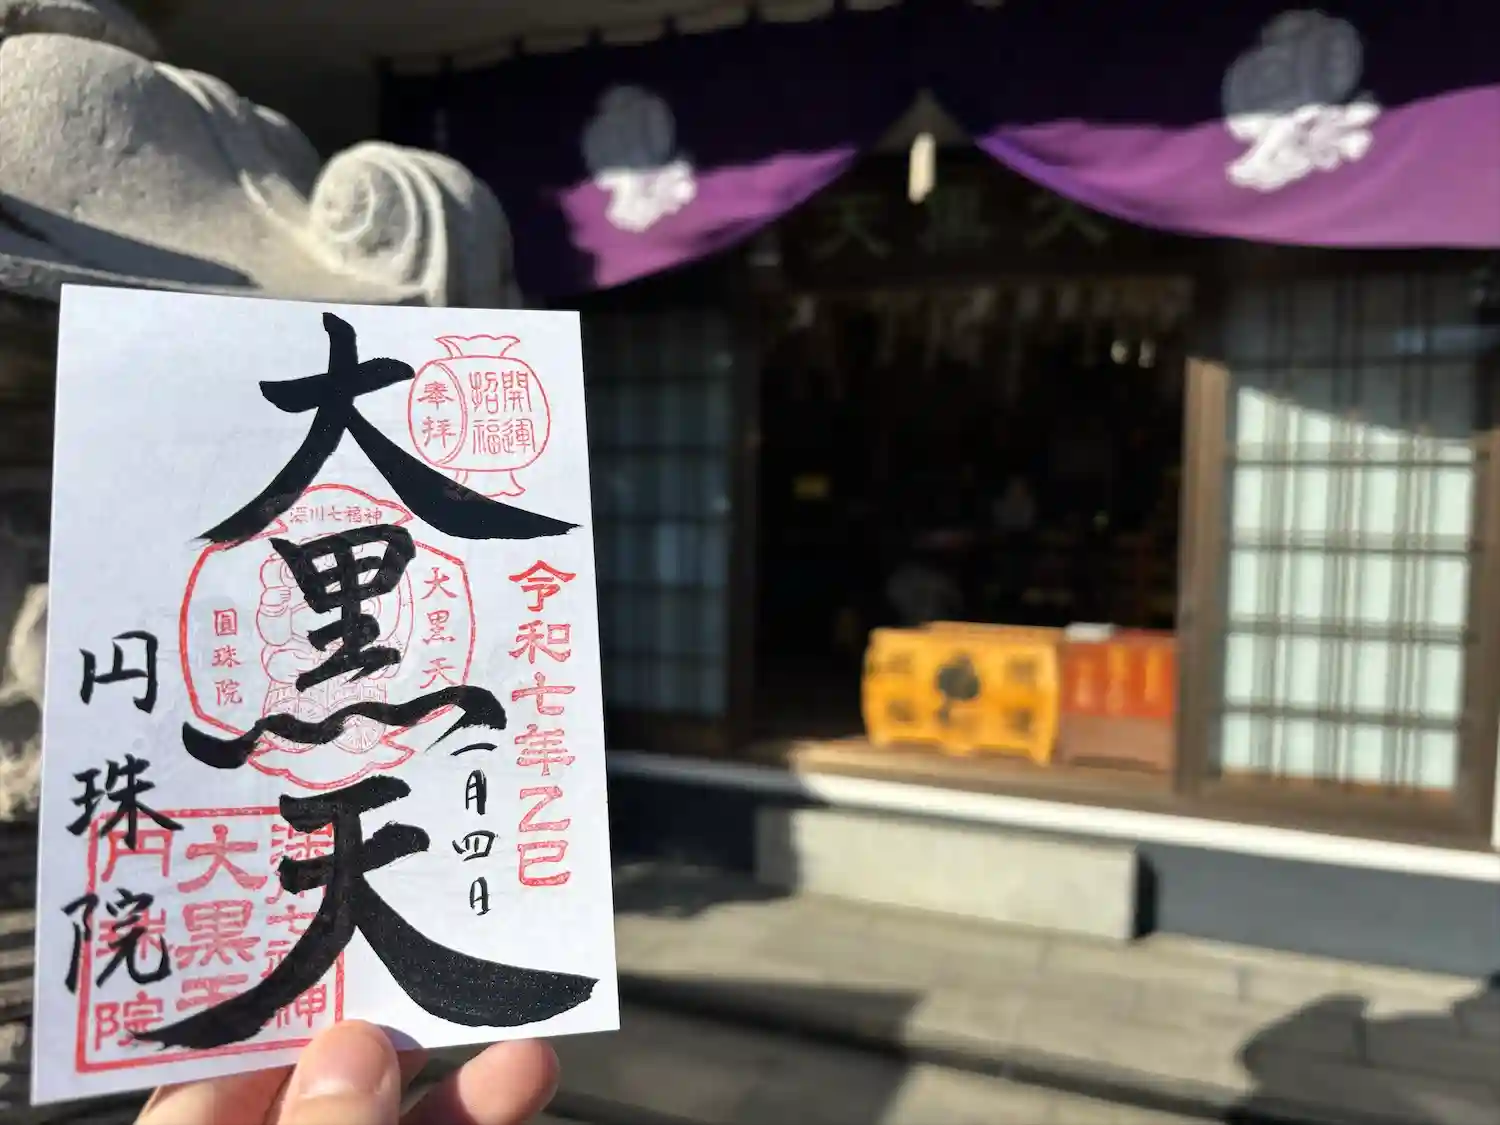 奉拝
開運
招福
令和七年乙巳
一月四日
大黒天
深川七福神
大黒天
圓珠院
円珠院
深川七福神
大黒天
円珠院